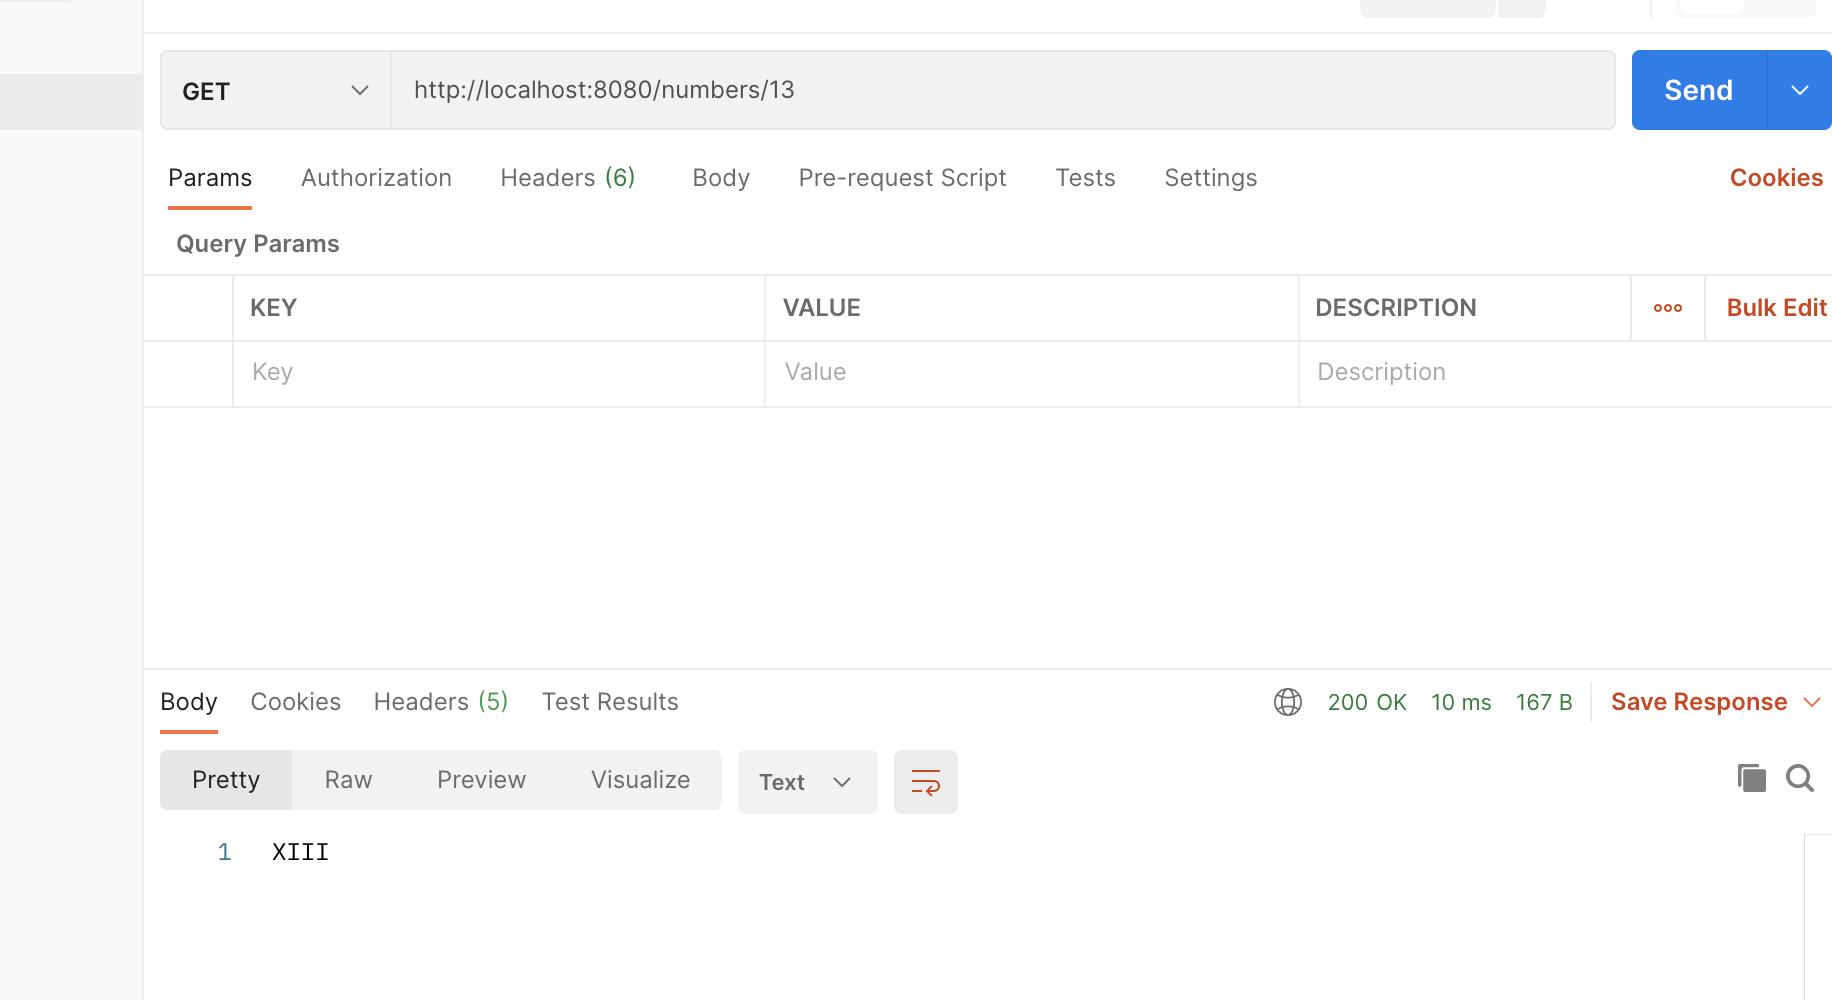 GET http://localhost:8080/numbers/13 Send
Params Authorization Headers (6) Body Pre-request Script Tests Settings Cookies
Query Params
KEY VALUE DESCRIPTION ooo Bulk Edit
Key Value Description
Body Cookies Headers (5) Test Results 200 OK 10 ms 167 B Save Response
Pretty Raw Preview Visualize Text
1 XIII